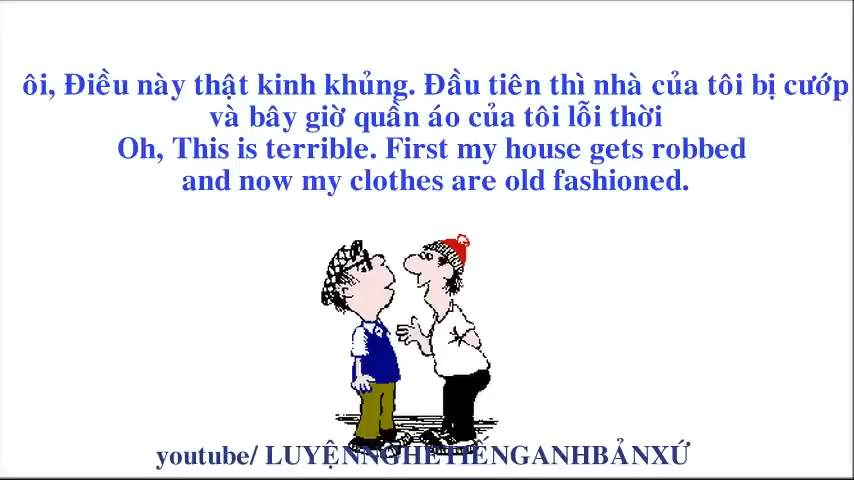 ôi, Điều này thật kinh khủng. Đầu tiên thì nhà của tôi bị cướp
và bây giờ quần áo của tôi lỗi thời
Oh, This is terrible. First my house gets robbed
and now my clothes are old fashioned.
youtube/ LUYỆNNGHETIẾNGANHBẢNXỨ